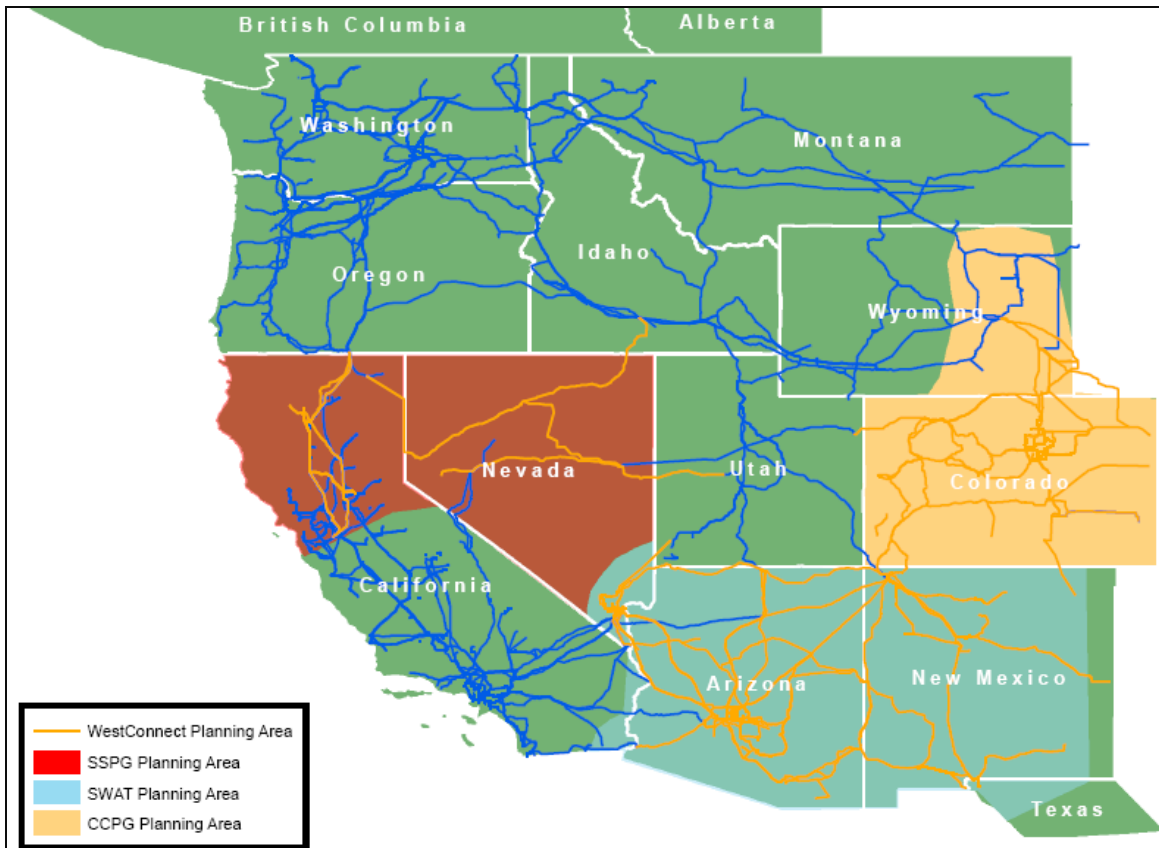 British Columbia
Alberta
Washington
Montana
Oregon
Idaho
Wyoming
Nevada
Utah
Colorado
California
Arizona
New Mexico
Texas
WestConnect Planning Area
SSPG Planning Area
SWAT Planning Area
CCPG Planning Area